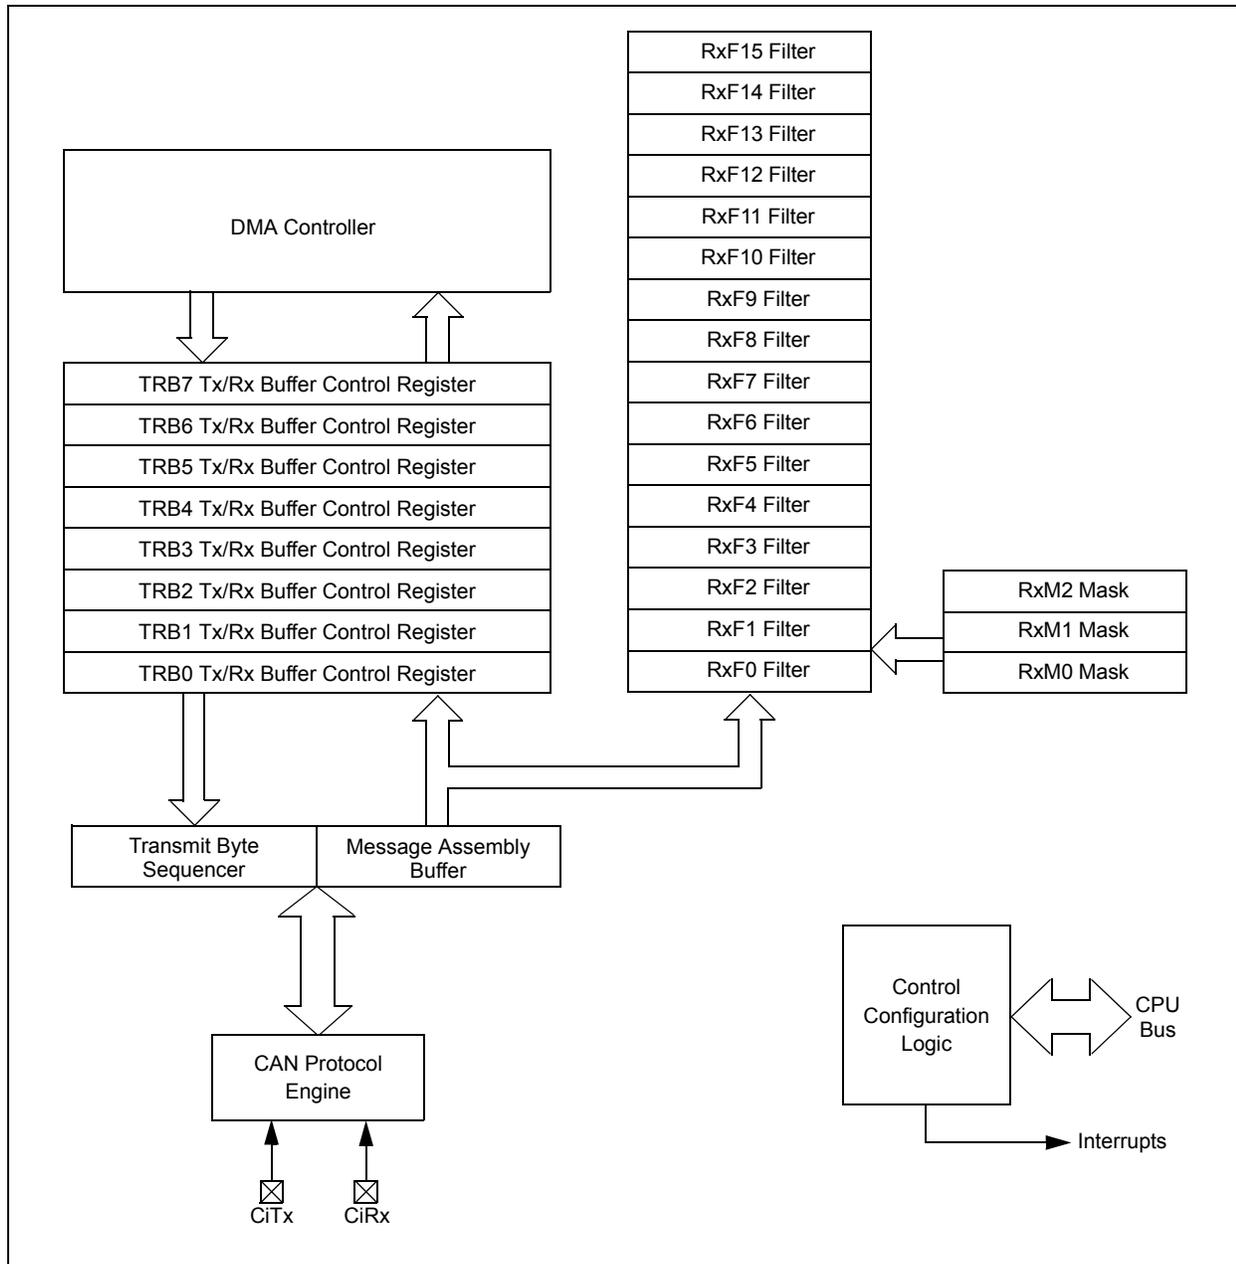 RxF15 Filter
RxF14 Filter
RxF13 Filter
RxF12 Filter
RxF11 Filter
RxF10 Filter
RxF9 Filter
RxF8 Filter
RxF7 Filter
RxF6 Filter
RxF5 Filter
RxF4 Filter
RxF3 Filter
RxF2 Filter
RxF1 Filter
RxF0 Filter
DMA Controller
TRB7 Tx/Rx Buffer Control Register
TRB6 Tx/Rx Buffer Control Register
TRB5 Tx/Rx Buffer Control Register
TRB4 Tx/Rx Buffer Control Register
TRB3 Tx/Rx Buffer Control Register
TRB2 Tx/Rx Buffer Control Register
TRB1 Tx/Rx Buffer Control Register
TRB0 Tx/Rx Buffer Control Register
RxM2 Mask
RxM1 Mask
RxM0 Mask
Transmit Byte
Sequencer
Message Assembly
Buffer
CAN Protocol
Engine
CiTx
CiRx
Control
Configuration
Logic
CPU
Bus
Interrupts